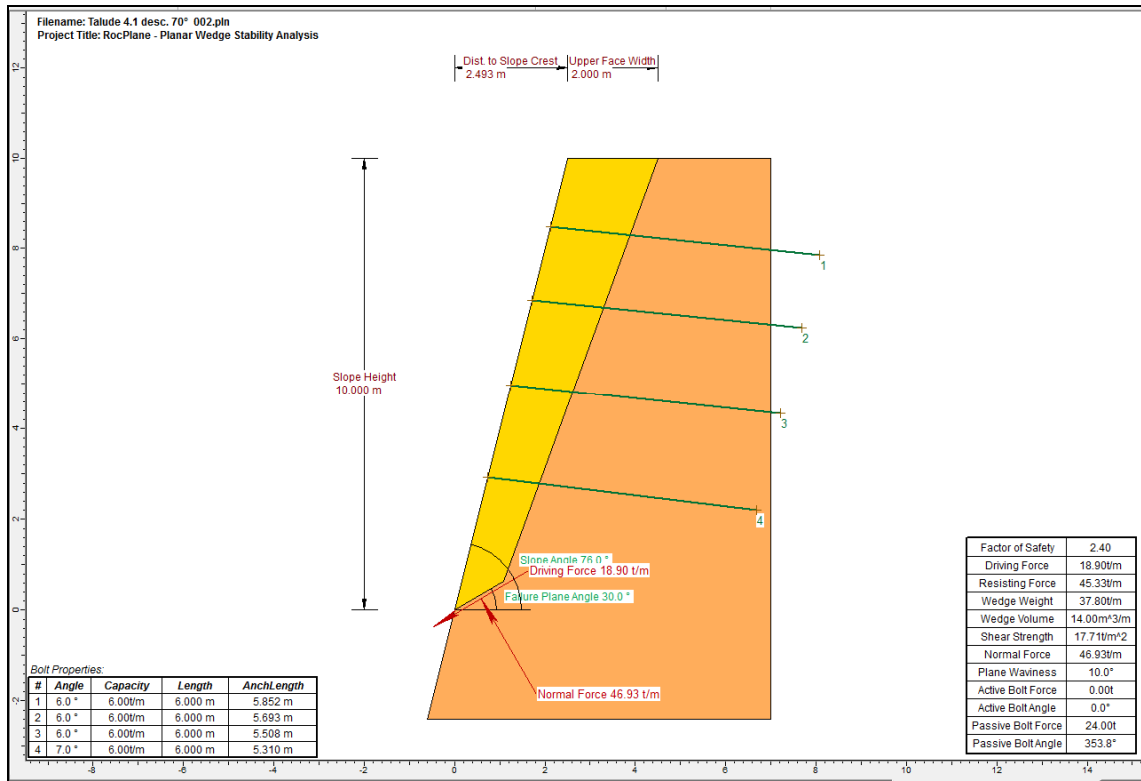 Filename: Talude 4.1 desc. 70° 002.pln
Project Title: RocPlane - Planar Wedge Stability Analysis
Dist. to Slope Crest Upper Face Width
2.493 m 2.000 m
12
10
8
6
4
2
0
-2
Slope Height
10.000 m
1
2
3
4
Slope Angle 76.0 °
Driving Force 18.90 t/m
Failure Plane Angle 30.0 °
Normal Force 46.93 t/m
Bolt Properties:
# Angle Capacity Length AnchLength
1 6.0 ° 6.00t/m 6.000 m 5.852 m
2 6.0 ° 6.00t/m 6.000 m 5.693 m
3 6.0 ° 6.00t/m 6.000 m 5.508 m
4 7.0 ° 6.00t/m 6.000 m 5.310 m
Factor of Safety 2.40
Driving Force 18.90t/m
Resisting Force 45.33t/m
Wedge Weight 37.80t/m
Wedge Volume 14.00m^3/m
Shear Strength 17.71t/m^2
Normal Force 46.93t/m
Plane Waviness 10.0°
Active Bolt Force 0.00t
Active Bolt Angle 0.0°
Passive Bolt Force 24.00t
Passive Bolt Angle 353.8°
-8 -6 -4 -2 0 2 4 6 8 10 12 14